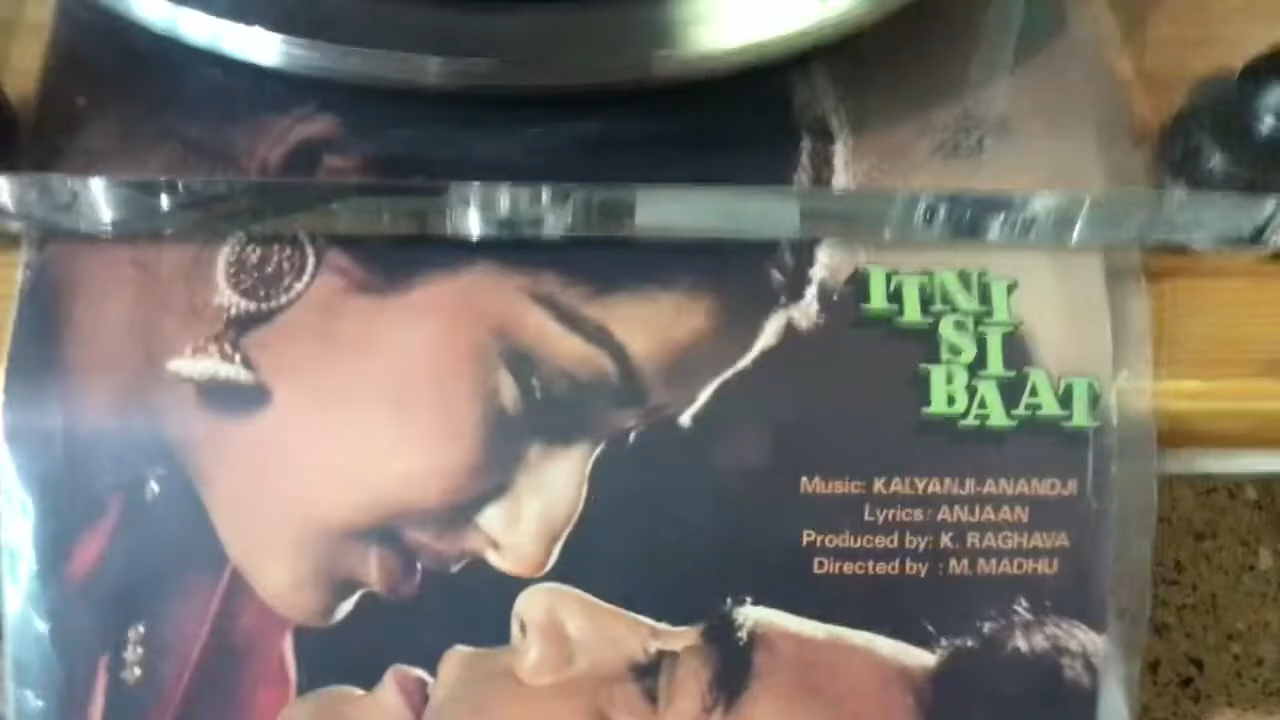 ITNI
SI
BAAT
Music: KALYANJI-ANANDJI
Lyrics: ANJAAN
Produced by: K. RAGHAVA
Directed by : M. MADHU